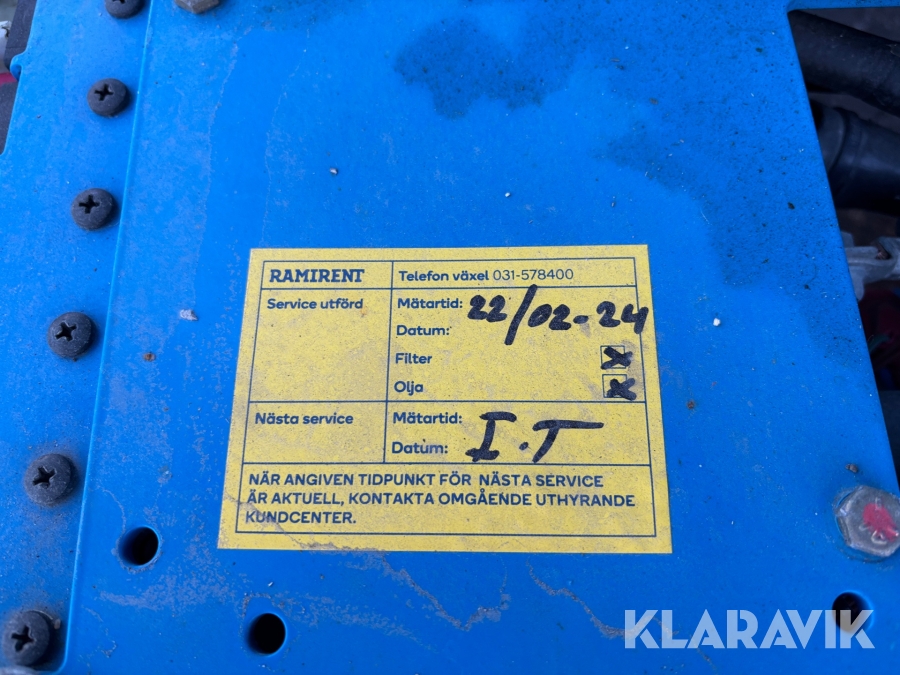 RAMIRENT
Telefon växel 031-578400
Service utförd
Mätartid:
22/02-24
Datum:
Filter
X
Olja
X
Nästa service
Mätartid:
Datum:
I.T
NÄR ANGIVEN TIDPUNKT FÖR NÄSTA SERVICE
ÄR AKTUELL, KONTAKTA OMGÅENDE UTHYRANDE
KUNDCENTER.
KLARAVIK